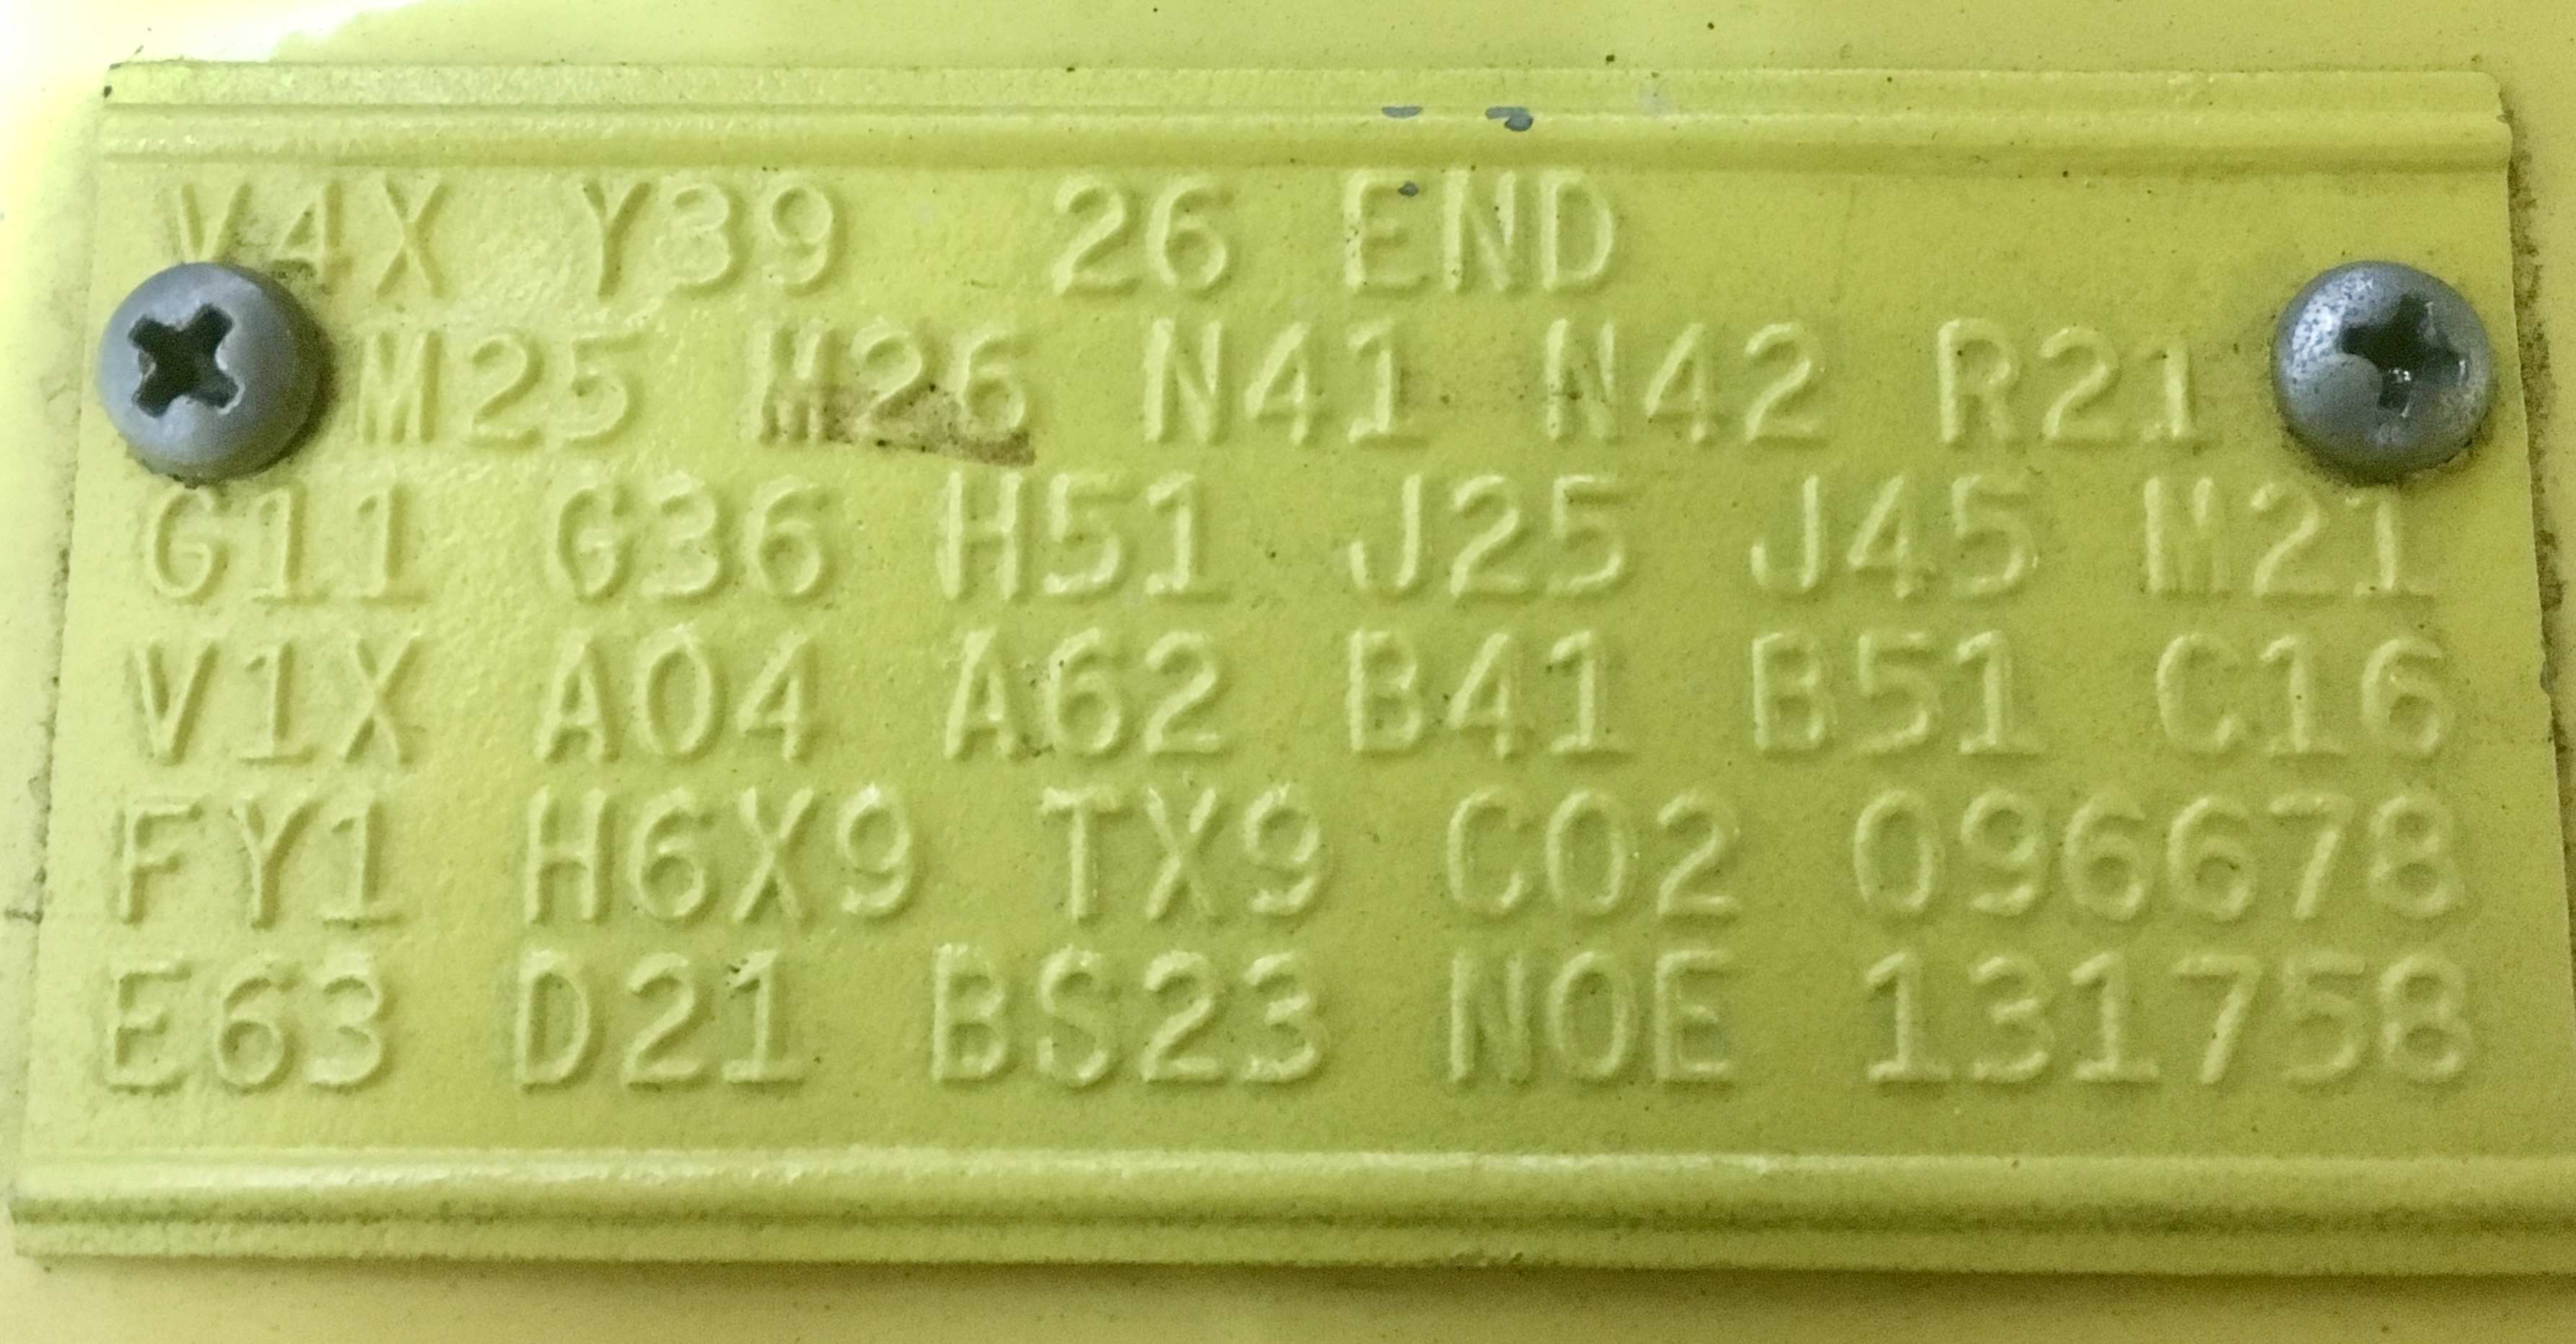 V4X Y39 26 END
M25 M26 N41 N42 R21
G11 G36 H51 J25 J45 M21
V1X A04 A62 B41 B51 C16
FY1 H6X9 TX9 C02 096678
E63 D21 BS23 NOE 131758